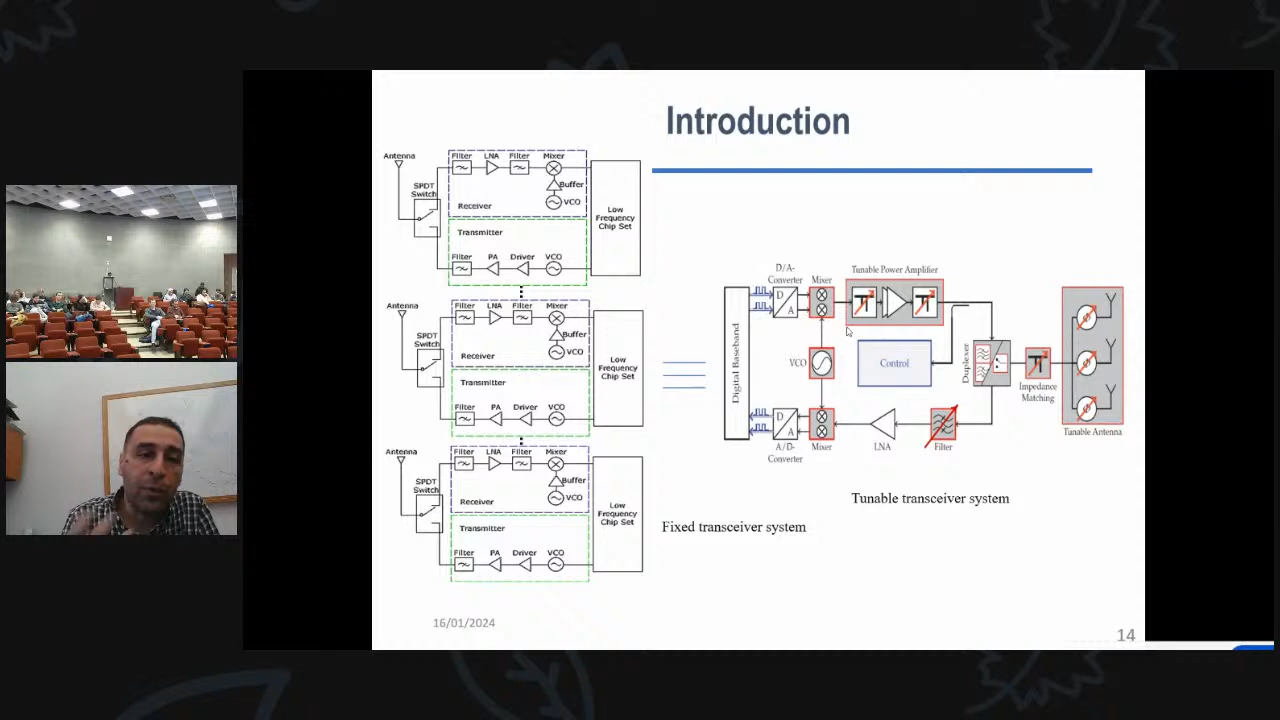 Introduction
Antenna
SPDT
Switch
Filter LNA Filter Mixer
Buffer
VCO
Receiver
Transmitter
Filter PA Driver VCO
Low
Frequency
Chip Set
Antenna
SPDT
Switch
Filter LNA Filter Mixer
Buffer
VCO
Receiver
Transmitter
Filter PA Driver VCO
Low
Frequency
Chip Set
Antenna
SPDT
Switch
Filter LNA Filter Mixer
Buffer
VCO
Receiver
Transmitter
Filter PA Driver VCO
Low
Frequency
Chip Set
Digital Baseband
D/A-
Converter
D
A
Mixer
Tunable Power Amplifier
VCO
Control
Duplexer
Impedance
Matching
Φ
Φ
Φ
Tunable Antenna
D
A
A/D-
Converter
Mixer
LNA
Filter
Tunable transceiver system
Fixed transceiver system
16/01/2024
14